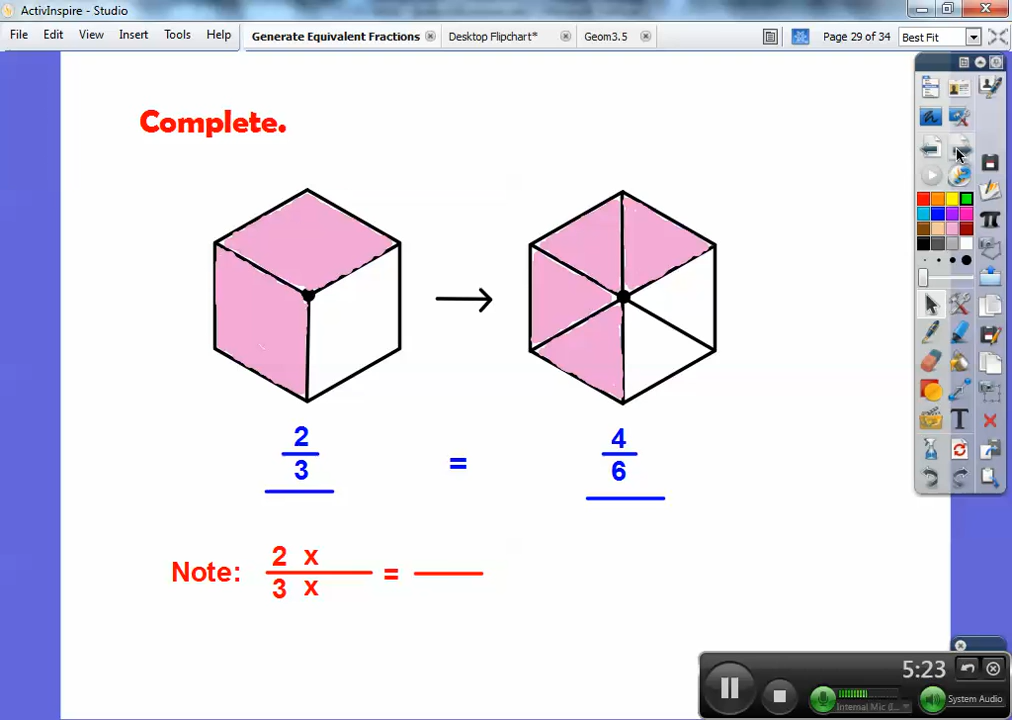 ActivInspire - Studio
File Edit View Insert Tools Help
Generate Equivalent Fractions Desktop Flipchart* Geom3.5 Page 29 of 34 Best Fit
Complete.
2
3
=
4
6
Note: 2 x
3 x
=
5:23
Internal Mic (I... System Audio